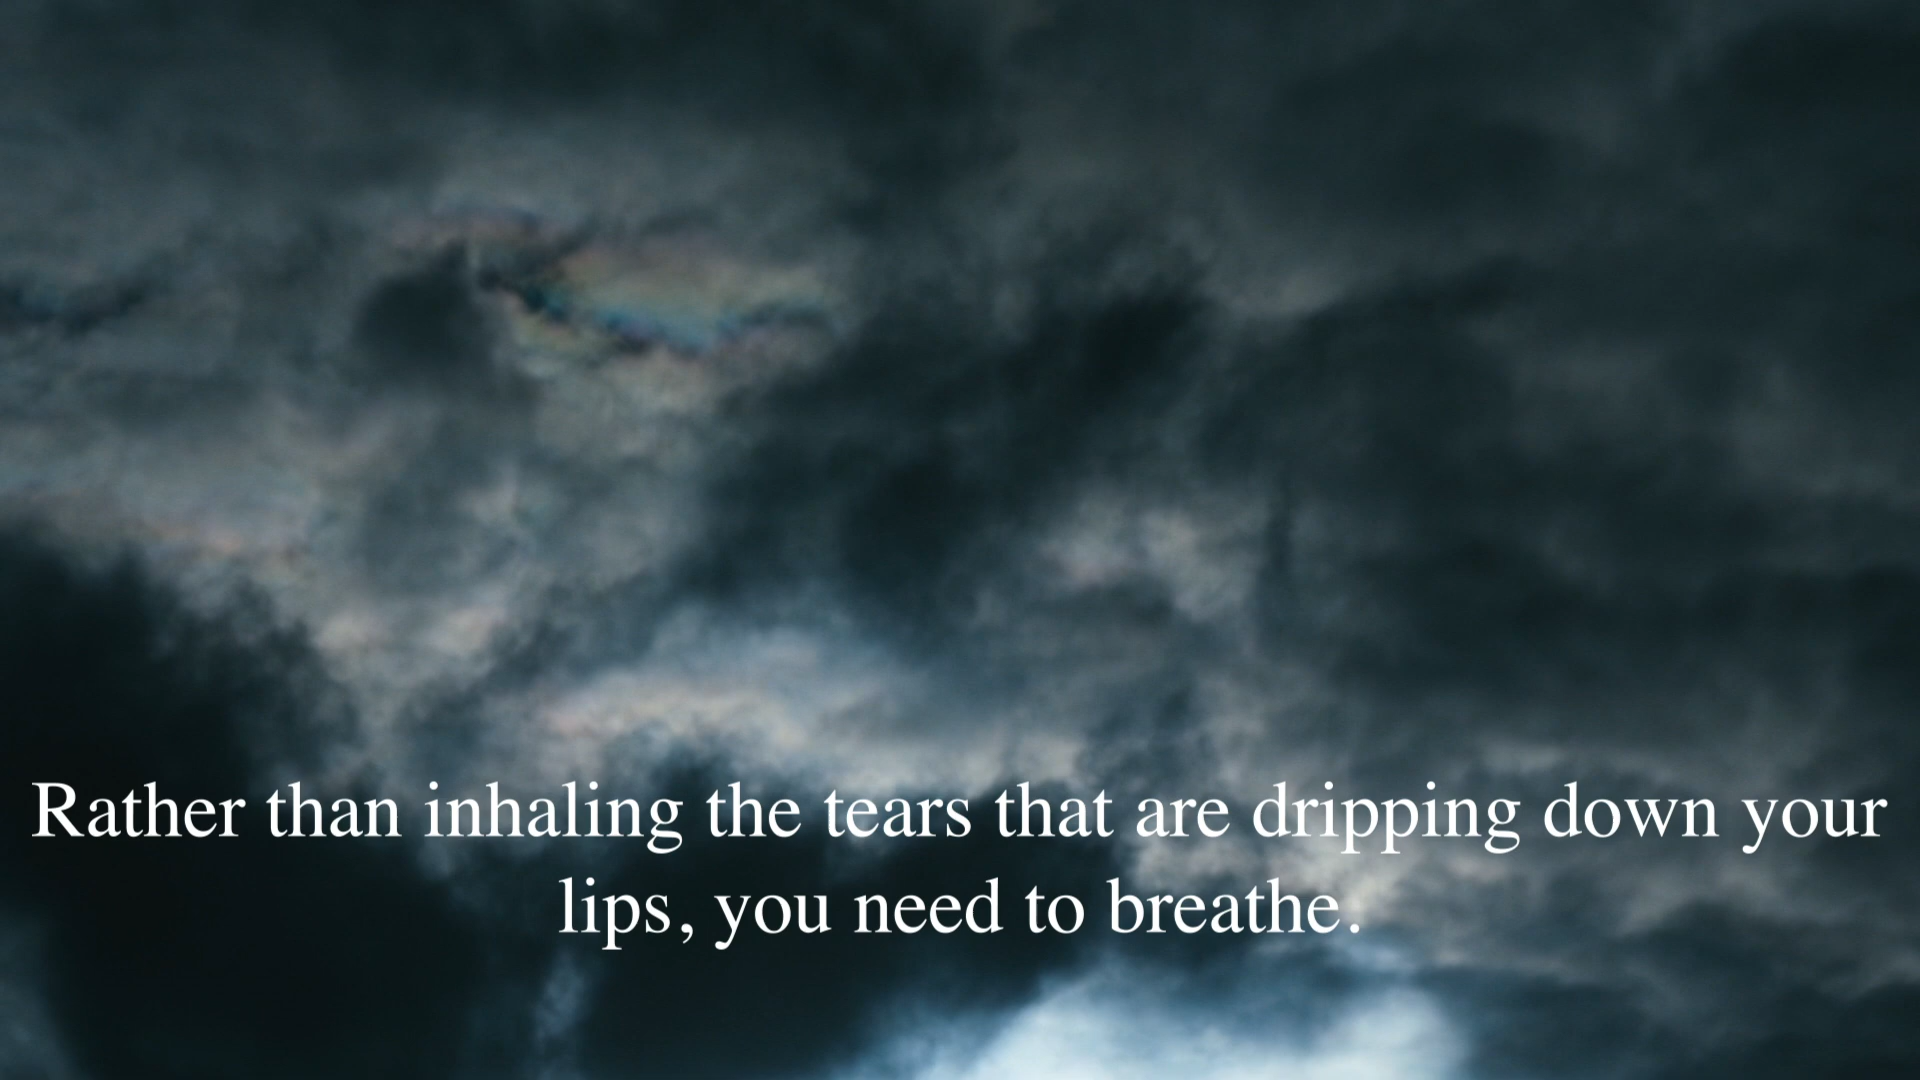 Rather than inhaling the tears that are dripping down your
lips, you need to breathe.